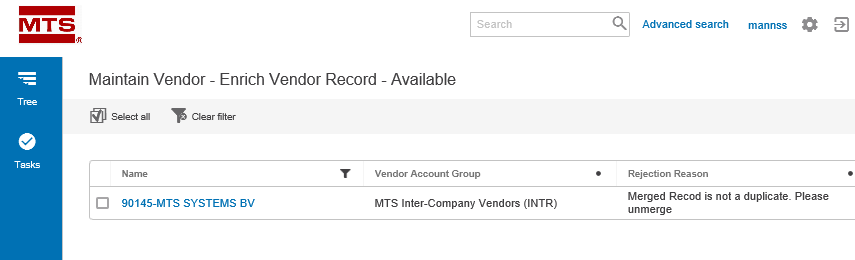 MTS
Search
Advanced search
mannss
Tree
Tasks
Maintain Vendor - Enrich Vendor Record - Available
Select all
Clear filter
Name
Vendor Account Group
Rejection Reason
90145-MTS SYSTEMS BV
MTS Inter-Company Vendors (INTR)
Merged Recod is not a duplicate. Please
unmerge